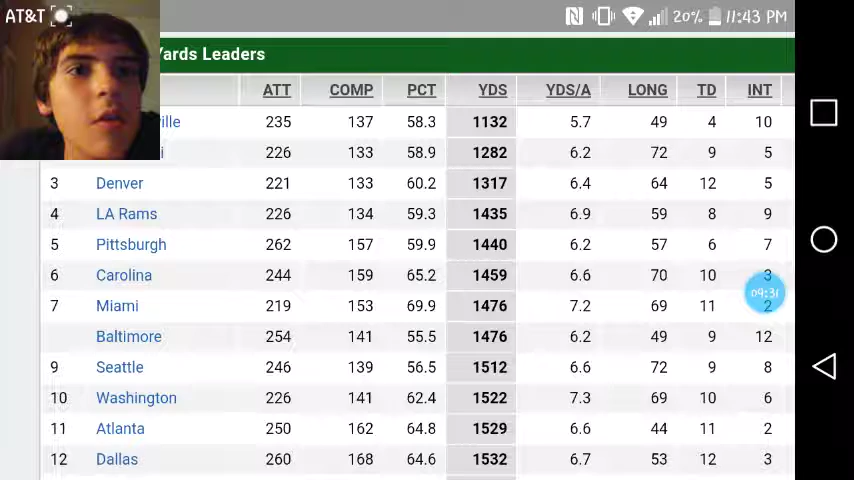 AT&T 20% 11:43 PM
Yards Leaders
ATT COMP PCT YDS YDS/A LONG TD INT
ville 235 137 58.3 1132 5.7 49 4 10
i 226 133 58.9 1282 6.2 72 9 5
3 Denver 221 133 60.2 1317 6.4 64 12 5
4 LA Rams 226 134 59.3 1435 6.9 59 8 9
5 Pittsburgh 262 157 59.9 1440 6.2 57 6 7
6 Carolina 244 159 65.2 1459 6.6 70 10 3
09:31
7 Miami 219 153 69.9 1476 7.2 69 11 2
Baltimore 254 141 55.5 1476 6.2 49 9 12
9 Seattle 246 139 56.5 1512 6.6 72 9 8
10 Washington 226 141 62.4 1522 7.3 69 10 6
11 Atlanta 250 162 64.8 1529 6.6 44 11 2
12 Dallas 260 168 64.6 1532 6.7 53 12 3